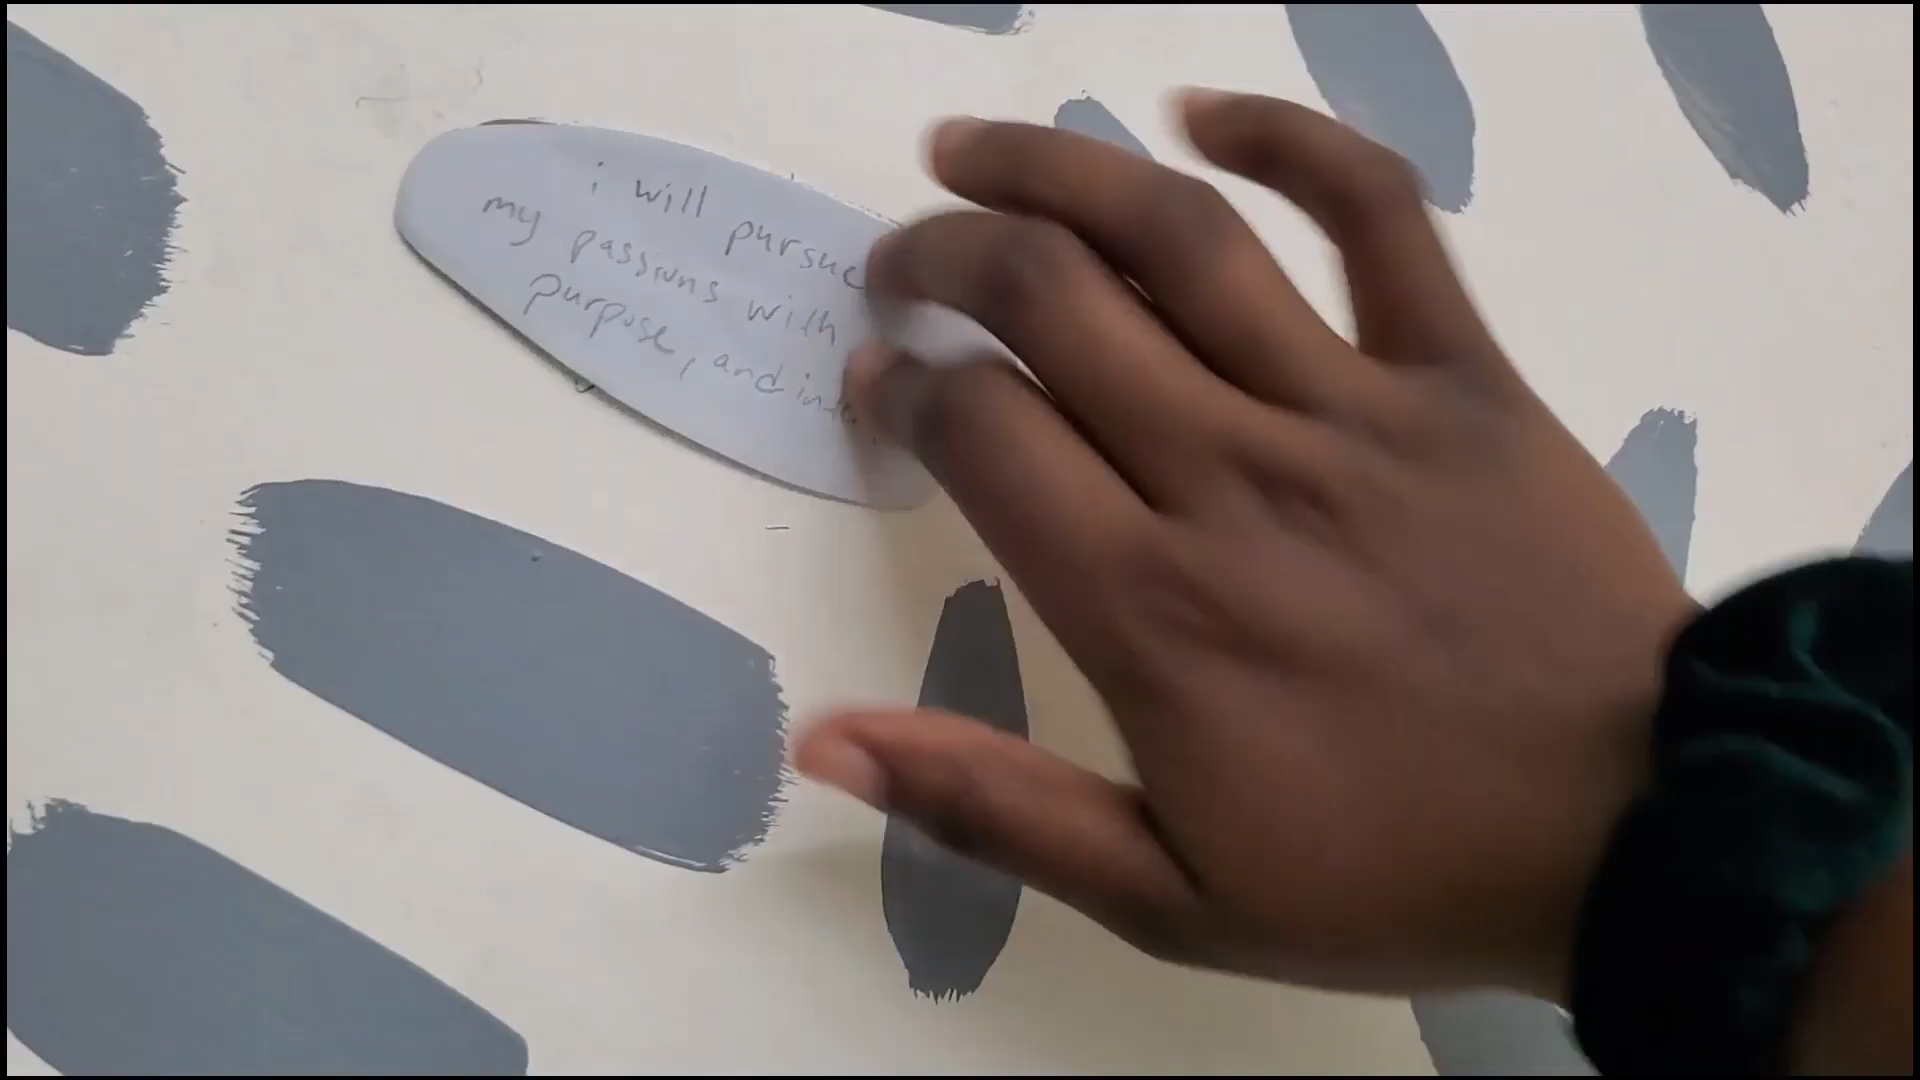 i will pursue
my passions with
purpose, and